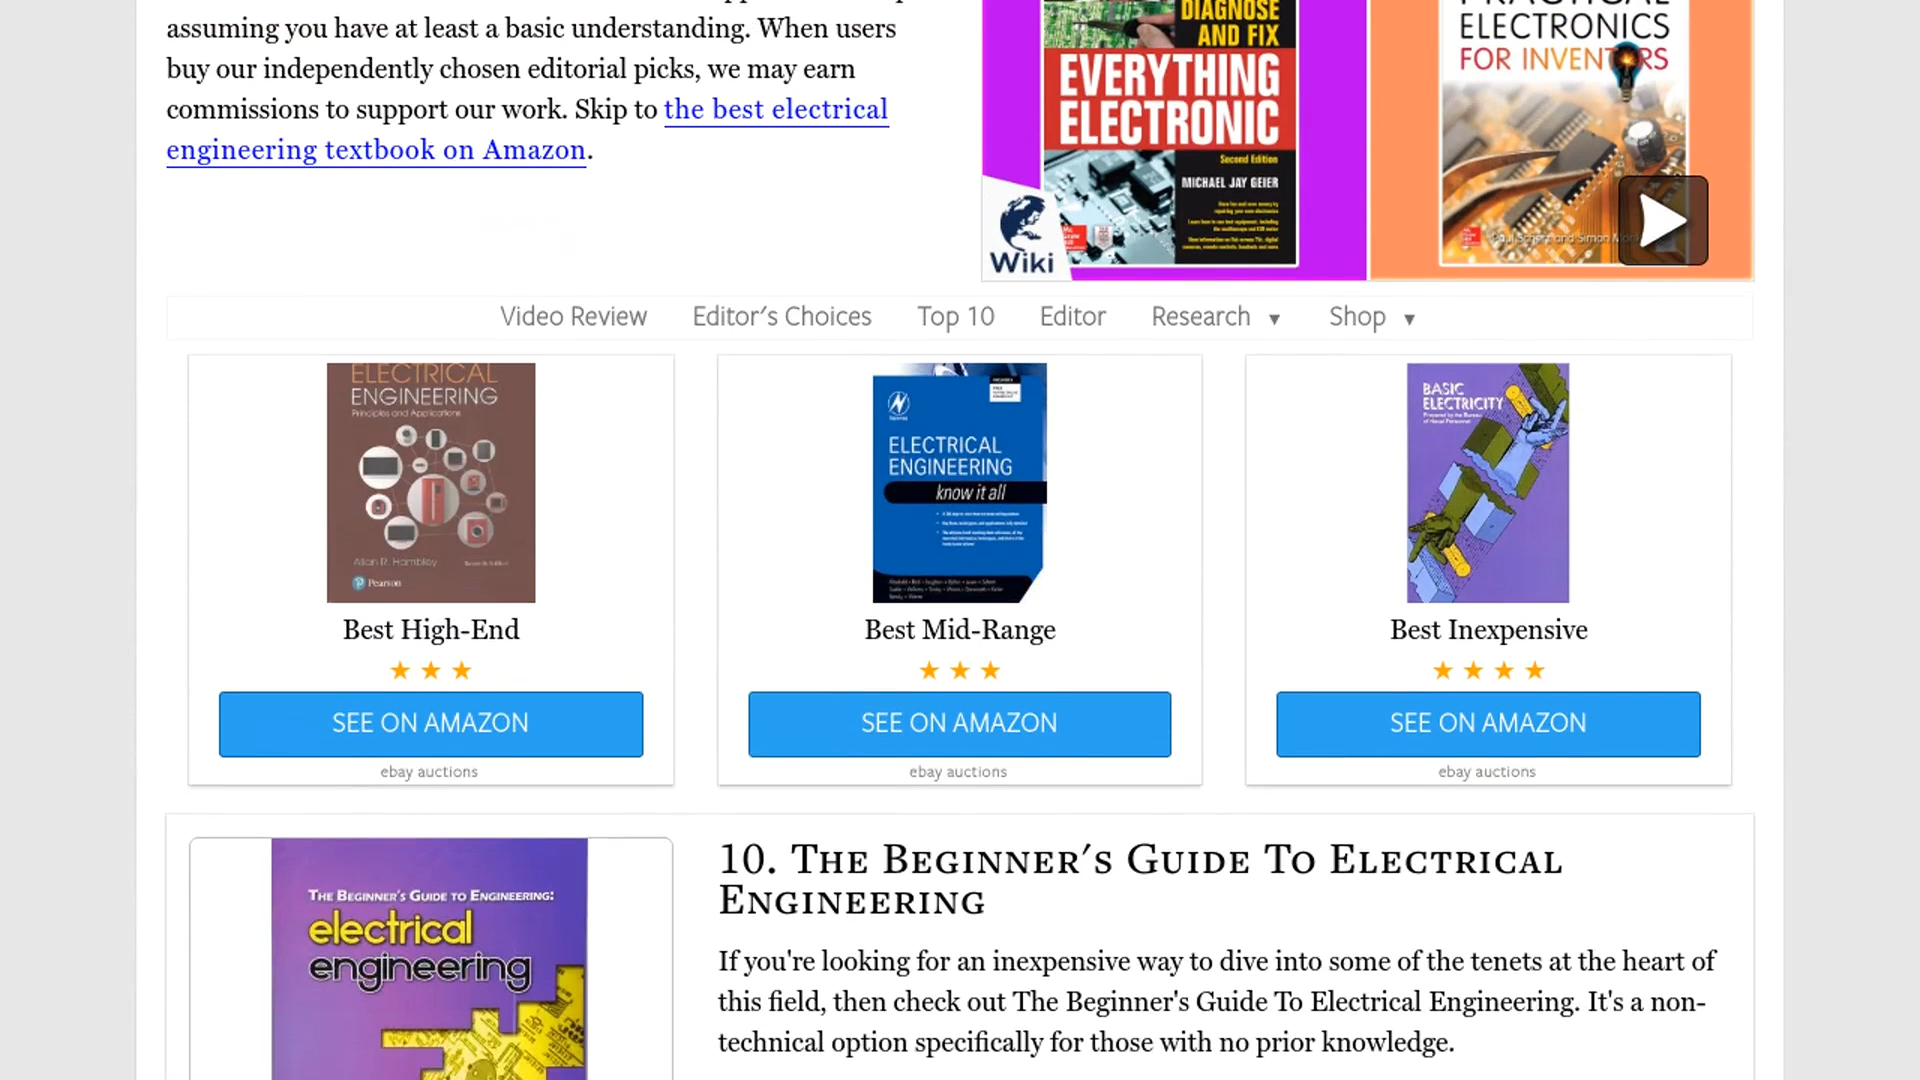 assuming you have at least a basic understanding. When users
buy our independently chosen editorial picks, we may earn
commissions to support our work. Skip to the best electrical
engineering textbook on Amazon.
DIAGNOSE
AND FIX
EVERYTHING
ELECTRONIC
Second Edition
MICHAEL JAY GEIER
Wiki
PRACTICAL
ELECTRONICS
FOR INVENTORS
Video Review Editor's Choices Top 10 Editor Research ▼ Shop ▼
ELECTRICAL
ENGINEERING
Principles and Applications
Allan R. Hambley
Pearson
Best High-End
★ ★ ★
SEE ON AMAZON
ebay auctions
ELECTRICAL
ENGINEERING
know it all
Best Mid-Range
★ ★ ★
SEE ON AMAZON
ebay auctions
BASIC
ELECTRICITY
Best Inexpensive
★ ★ ★ ★
SEE ON AMAZON
ebay auctions
THE BEGINNER'S GUIDE TO ENGINEERING:
electrical
engineering
10. The Beginner's Guide To Electrical
Engineering
If you're looking for an inexpensive way to dive into some of the tenets at the heart of
this field, then check out The Beginner's Guide To Electrical Engineering. It's a non-
technical option specifically for those with no prior knowledge.